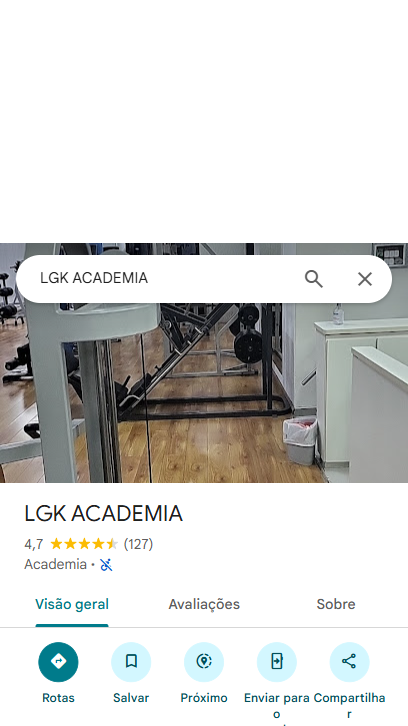 LGK ACADEMIA
LGK ACADEMIA
4,7 (127)
Academia ·
Visão geral Avaliações Sobre
Rotas Salvar Próximo Enviar para o Compartilhar